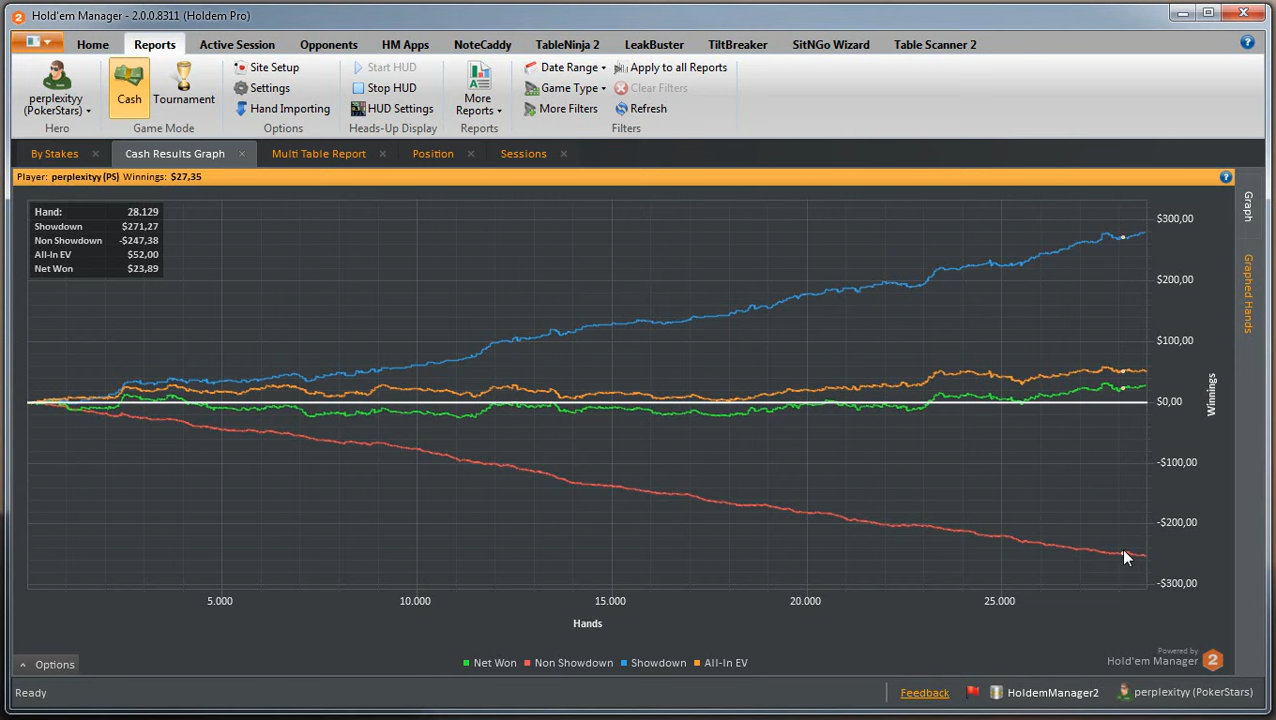 2 Hold'em Manager - 2.0.0.8311 (Holdem Pro)
Home Reports Active Session Opponents HM Apps NoteCaddy TableNinja 2 LeakBuster TiltBreaker SitNGo Wizard Table Scanner 2
perplexityy
(PokerStars)
Hero
Cash Tournament
Game Mode
Site Setup
Settings
Hand Importing
Options
Start HUD
Stop HUD
HUD Settings
Heads-Up Display
More
Reports
Reports
Date Range Apply to all Reports
Game Type Clear Filters
More Filters Refresh
Filters
By Stakes Cash Results Graph Multi Table Report Position Sessions
Player: perplexityy (PS) Winnings: $27,35
Hand: 28.129
Showdown $271,27
Non Showdown -$247,38
All-In EV $52,00
Net Won $23,89
$300,00
$200,00
$100,00
$0,00
-$100,00
-$200,00
-$300,00
Winnings
Graph
Graphed Hands
5.000 10.000 15.000 20.000 25.000
Hands
Options
Net Won Non Showdown Showdown All-In EV
Powered by
Hold'em Manager 2
Ready
Feedback HoldemManager2 perplexityy (PokerStars)